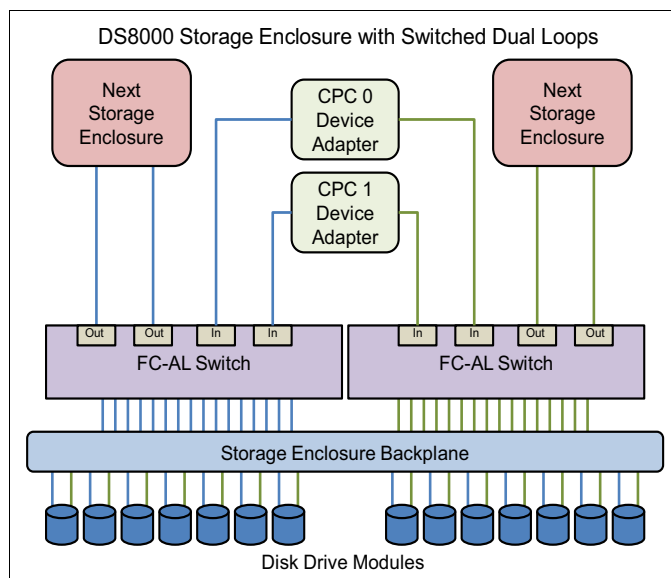 DS8000 Storage Enclosure with Switched Dual Loops
Next
Storage
Enclosure
CPC 0
Device
Adapter
Next
Storage
Enclosure
CPC 1
Device
Adapter
Out
Out
In
In
In
In
Out
Out
FC-AL Switch
FC-AL Switch
Storage Enclosure Backplane
Disk Drive Modules